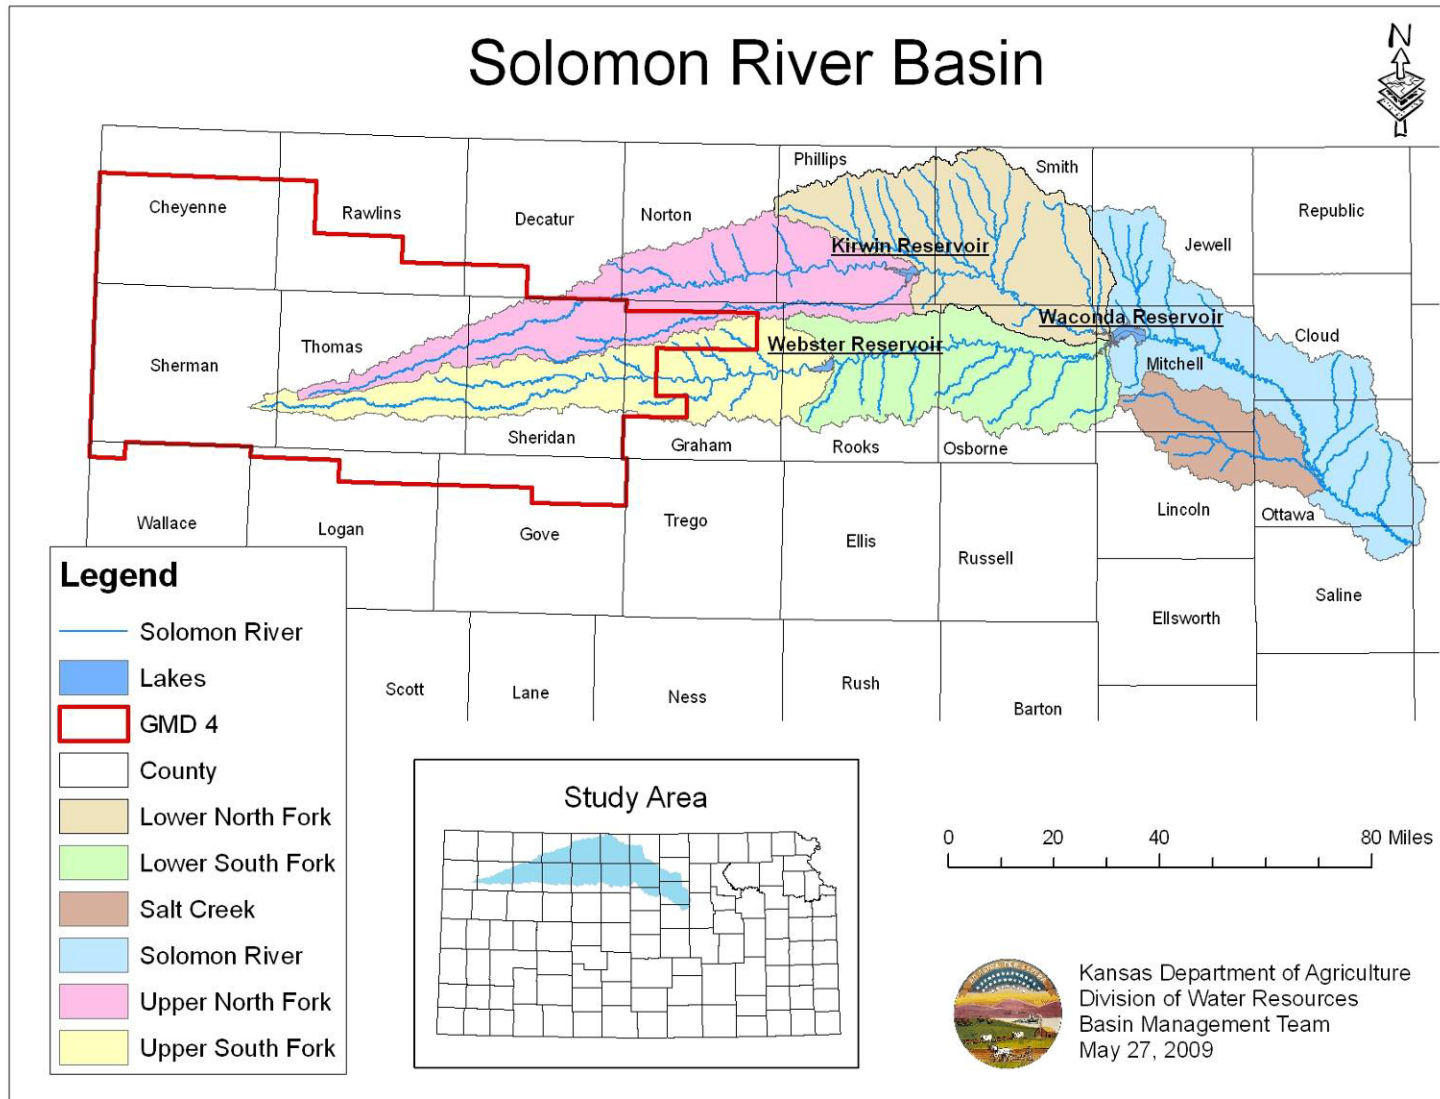 Solomon River Basin
N
Phillips
Smith
Cheyenne
Rawlins
Decatur
Norton
Republic
Jewell
Kirwin Reservoir
Waconda Reservoir
Cloud
Thomas
Webster Reservoir
Sherman
Mitchell
Sheridan
Graham
Rooks
Osborne
Wallace
Logan
Gove
Trego
Ellis
Russell
Lincoln
Ottawa
Saline
Ellsworth
Scott
Lane
Ness
Rush
Barton
Legend
Solomon River
Lakes
GMD 4
County
Lower North Fork
Lower South Fork
Salt Creek
Solomon River
Upper North Fork
Upper South Fork
Study Area
0 20 40 80 Miles
Kansas Department of Agriculture
Division of Water Resources
Basin Management Team
May 27, 2009